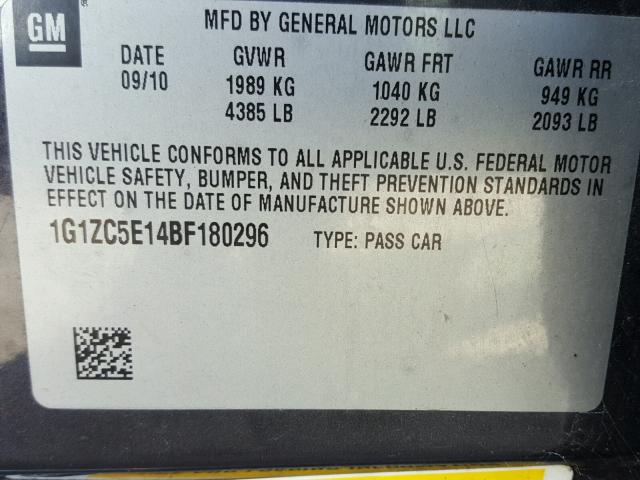 GM
MFD BY GENERAL MOTORS LLC
DATE GVWR GAWR FRT GAWR RR
09/10 1989 KG 1040 KG 949 KG
4385 LB 2292 LB 2093 LB
THIS VEHICLE CONFORMS TO ALL APPLICABLE U.S. FEDERAL MOTOR
VEHICLE SAFETY, BUMPER, AND THEFT PREVENTION STANDARDS IN
EFFECT ON THE DATE OF MANUFACTURE SHOWN ABOVE.
1G1ZC5E14BF180296 TYPE: PASS CAR